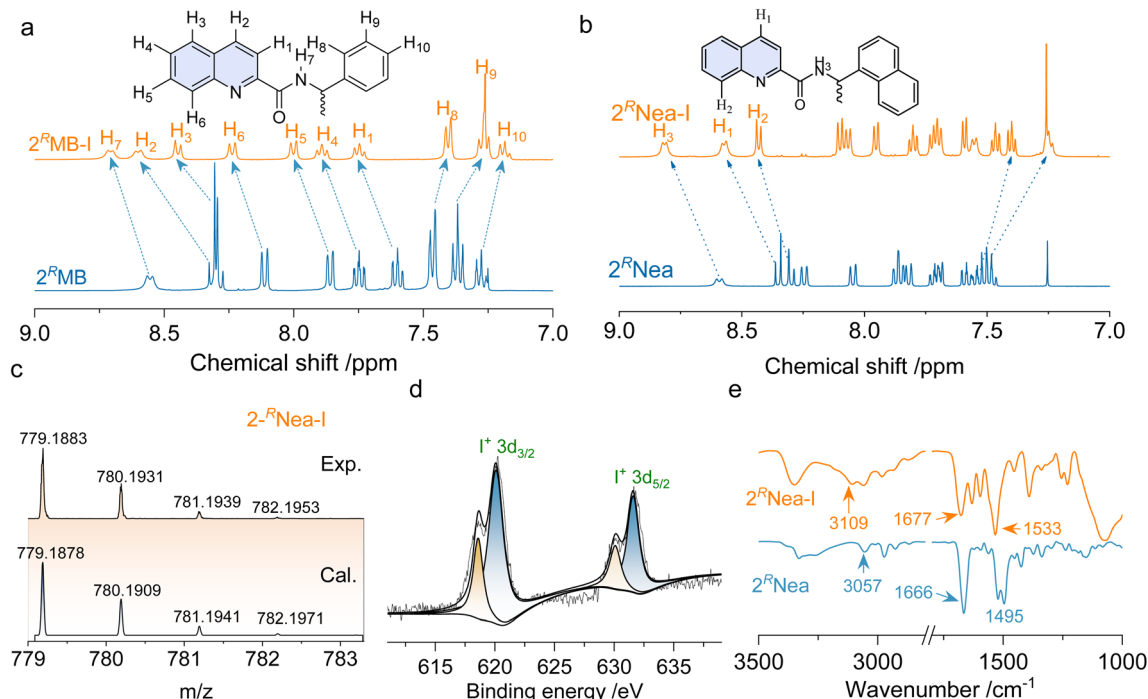 a
H3
H2
H9
H4
H1
H8
H10
H7
H5
N
N
H6
O
2RMB-I
H7
H2
H3
H6
H5
H4
H1
H8
H9
H10
2RMB
9.0 8.5 8.0 7.5 7.0
Chemical shift /ppm
b
H1
H3
N
N
H2
O
2RNea-I
H3
H1
H2
2RNea
9.0 8.5 8.0 7.5 7.0
Chemical shift /ppm
c
2-RNea-I
779.1883
Exp.
780.1931
781.1939
782.1953
779.1878
Cal.
780.1909
781.1941
782.1971
779 780 781 782 783
m/z
d
I+ 3d3/2
I+ 3d5/2
615 620 625 630 635
Binding energy /eV
e
2RNea-I
3109
1677
1533
2RNea
3057
1666
1495
3500 3000 1500 1000
Wavenumber /cm-1